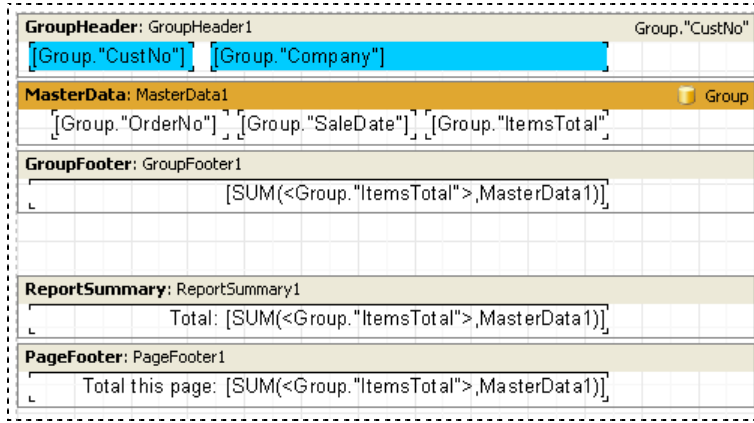 GroupHeader: GroupHeader1 Group."CustNo"
[Group."CustNo"] [Group."Company"]
MasterData: MasterData1 Group
[Group."OrderNo"] [Group."SaleDate"] [Group."ItemsTotal"
GroupFooter: GroupFooter1
[SUM(<Group."ItemsTotal">,MasterData1)]
ReportSummary: ReportSummary1
Total: [SUM(<Group."ItemsTotal">,MasterData1)]
PageFooter: PageFooter1
Total this page: [SUM(<Group."ItemsTotal">,MasterData1)]